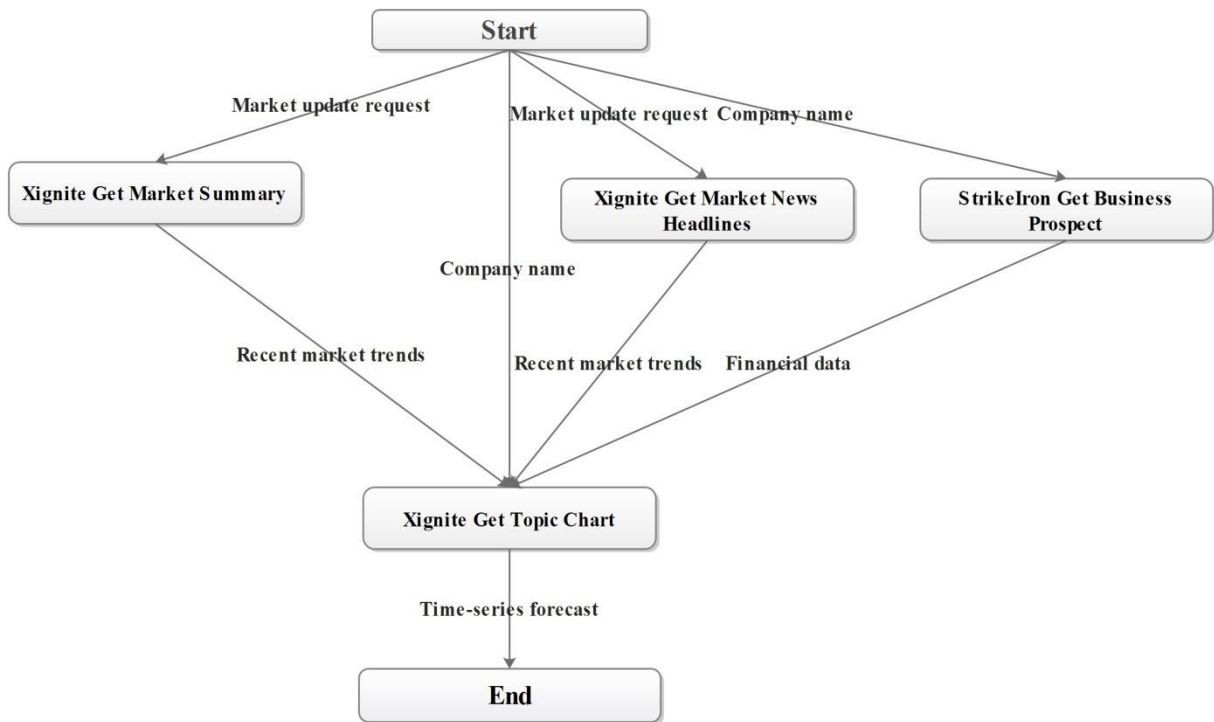 Start
Market update request
Market update request
Company name
Xignite Get Market Summary
Xignite Get Market News
Headlines
StrikeIron Get Business
Prospect
Company name
Recent market trends
Recent market trends
Financial data
Xignite Get Topic Chart
Time-series forecast
End